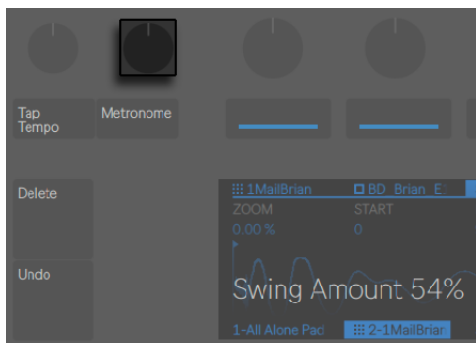 Tap
Tempo
Metronome
Delete
1MailBrian
BD_Brian_E
ZOOM
START
0.00 %
0
Undo
Swing Amount 54%
1-All Alone Pad
2-1MailBrian